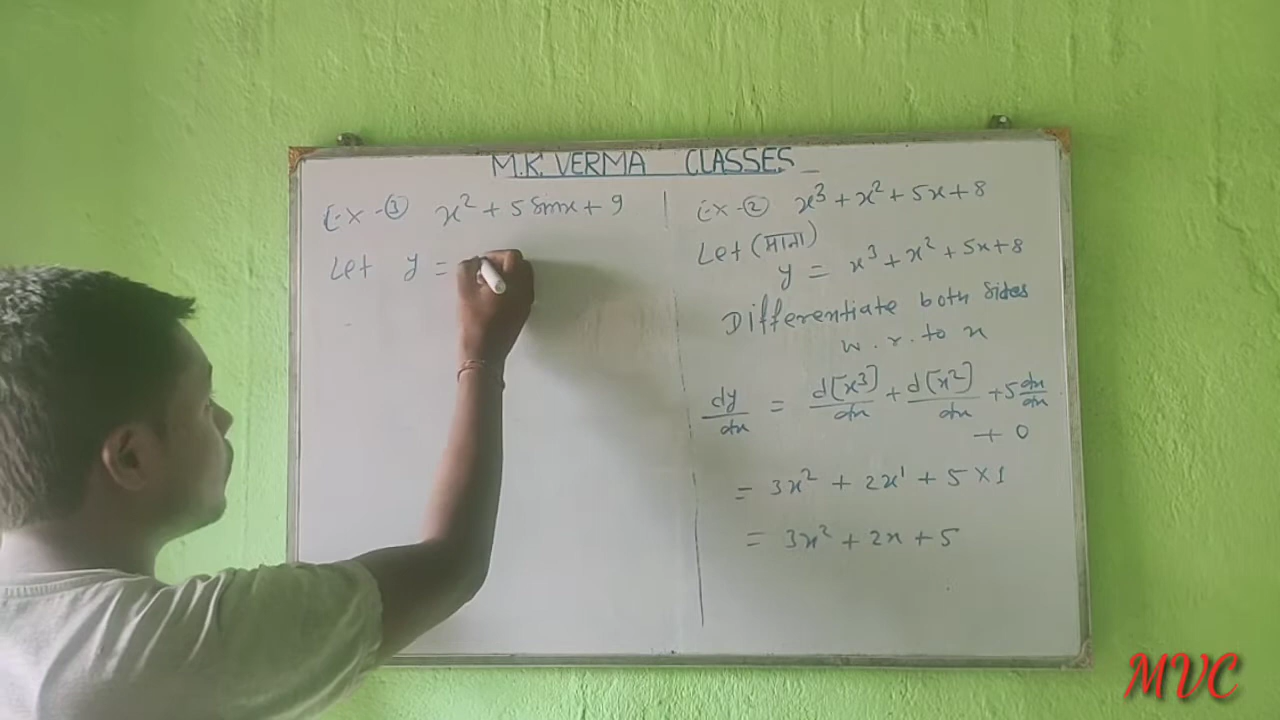 M.K. VERMA CLASSES
Ex-③ x² + 5 sinx + 9
Let y =
Ex-② x³ + x² + 5x + 8
Let (माना)
y = x³ + x² + 5x + 8
Differentiate both sides
w.r.to x
dy/dx = d[x³]/dx + d[x²]/dx + 5 dx/dx
+ 0
= 3x² + 2x¹ + 5 × 1
= 3x² + 2x + 5
MVC